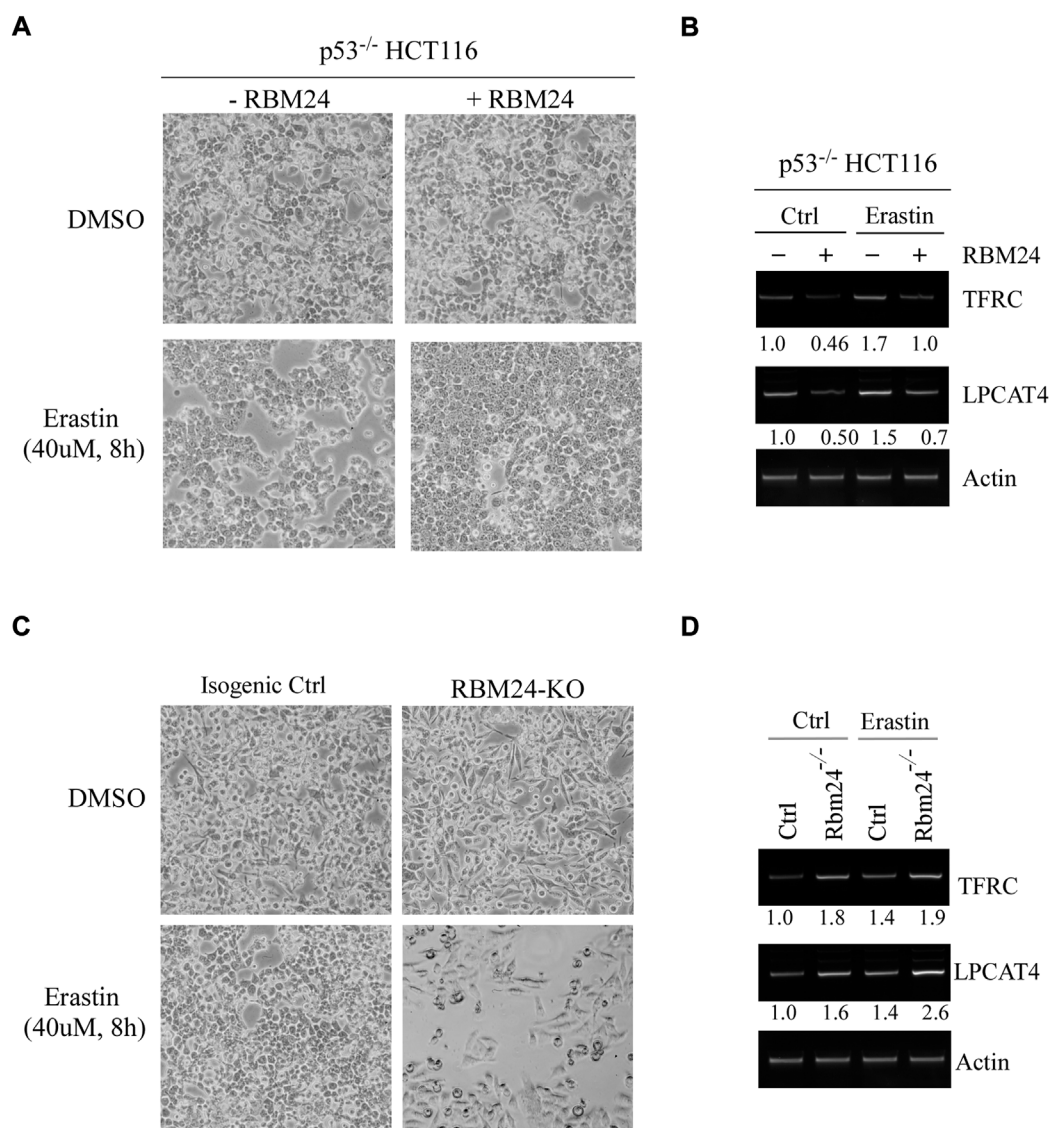 A
p53-/- HCT116
- RBM24
+ RBM24
DMSO
Erastin
(40uM, 8h)
B
p53-/- HCT116
Ctrl
Erastin
− + − + RBM24
TFRC
1.0 0.46 1.7 1.0
LPCAT4
1.0 0.50 1.5 0.7
Actin
C
Isogenic Ctrl
RBM24-KO
DMSO
Erastin
(40uM, 8h)
D
Ctrl
Erastin
Ctrl
Rbm24-/-
Ctrl
Rbm24-/-
TFRC
1.0 1.8 1.4 1.9
LPCAT4
1.0 1.6 1.4 2.6
Actin